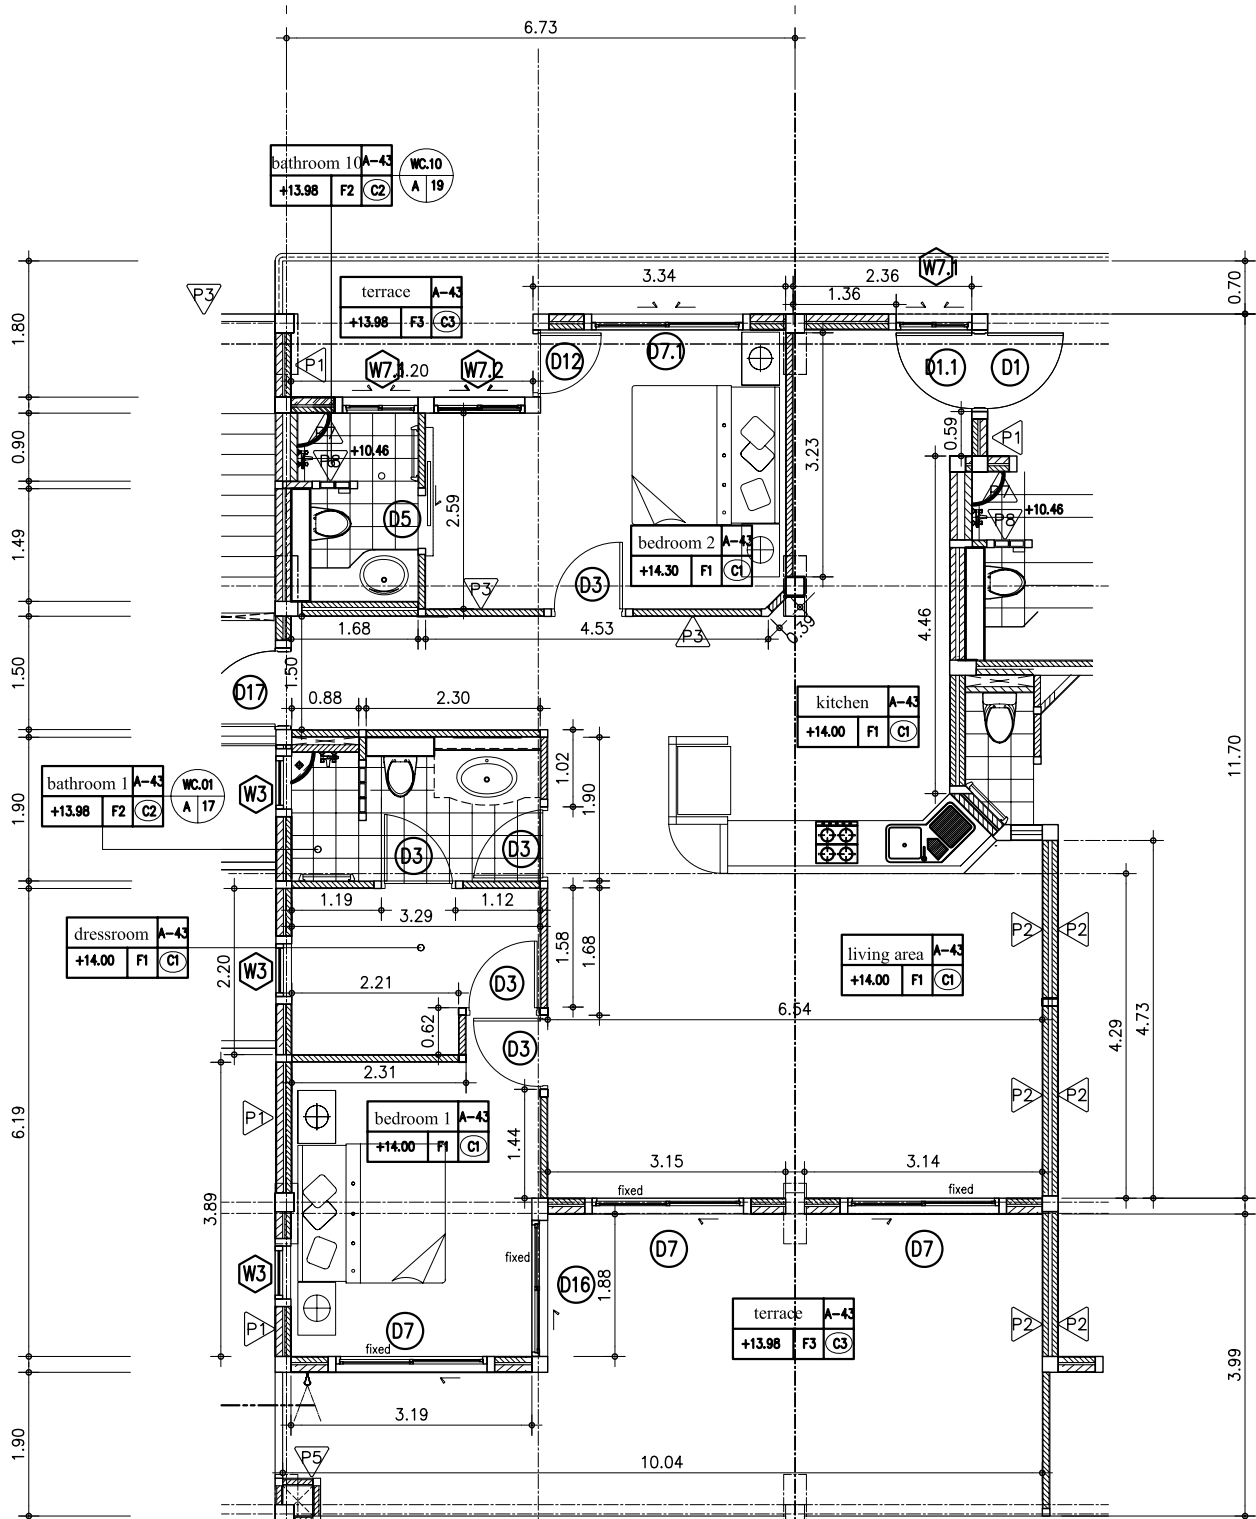 6.73
bathroom 10 A-43
+13.98 F2 C2
WC.10
A 19
P3
terrace A-43
+13.98 F3 C3
3.34
2.36
W7.1
1.36
0.70
1.80
P1
W7.1
1.20
W7.2
D12
D7.1
D1.1
D1
0.90
P7
P8
+10.46
3.23
0.59
P1
+10.46
P7
P8
1.49
D5
2.59
bedroom 2 A-43
+14.30 F1 C1
D3
P3
1.68
4.53
P3
0.39
4.46
1.50
1.50
D17
0.88
2.30
kitchen A-43
+14.00 F1 C1
11.70
bathroom 1 A-43
+13.98 F2 C2
WC.01
A 17
W3
1.02
1.90
1.90
D3
D3
1.19
1.12
3.29
dressroom A-43
+14.00 F1 C1
2.20
W3
2.21
0.62
D3
D3
1.58
1.68
living area A-43
+14.00 F1 C1
P2
P2
6.54
4.29
4.73
2.31
6.19
P1
bedroom 1 A-43
+14.00 F1 C1
1.44
P2
P2
3.15
3.14
fixed
fixed
3.89
W3
fixed
D16
1.88
D7
D7
P1
D7
fixed
terrace A-43
+13.98 F3 C3
P2
P2
3.99
3.19
1.90
P5
10.04